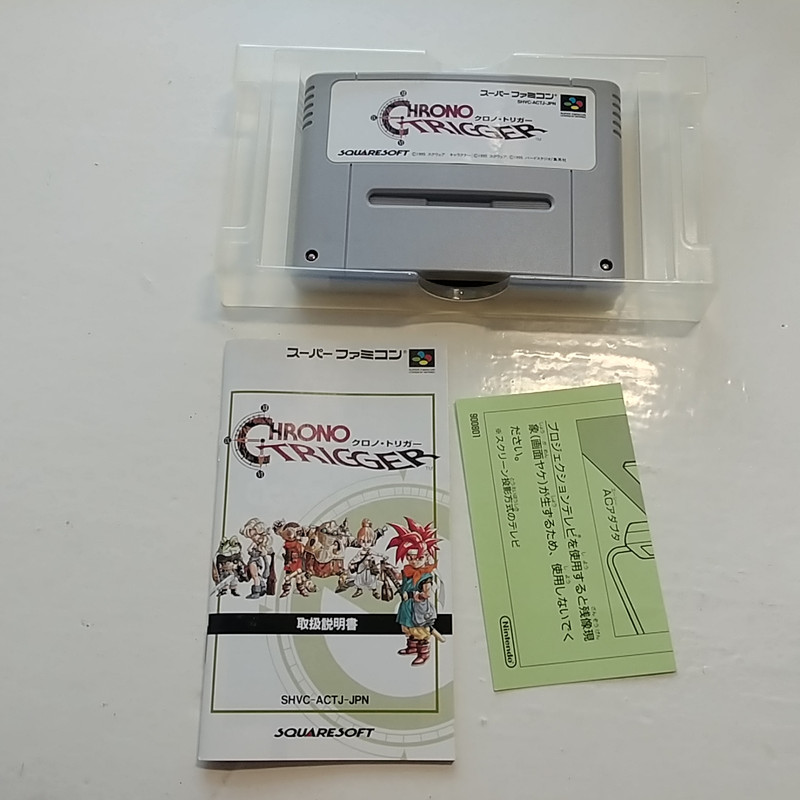 スーパーファミコン
SHVC-ACTJ-JPN
CHRONO
クロノ・トリガー
TRIGGER
SQUARESOFT
スーパーファミコン
CHRONO
クロノ・トリガー
TRIGGER
取扱説明書
SHVC-ACTJ-JPN
SQUARESOFT
900801
ACアダプタ
プロジェクションテレビを使用すると残像現
象(画面ヤケ)が生ずるため、使用しないでく
ださい。
※スクリーン投影方式のテレビ
Nintendo